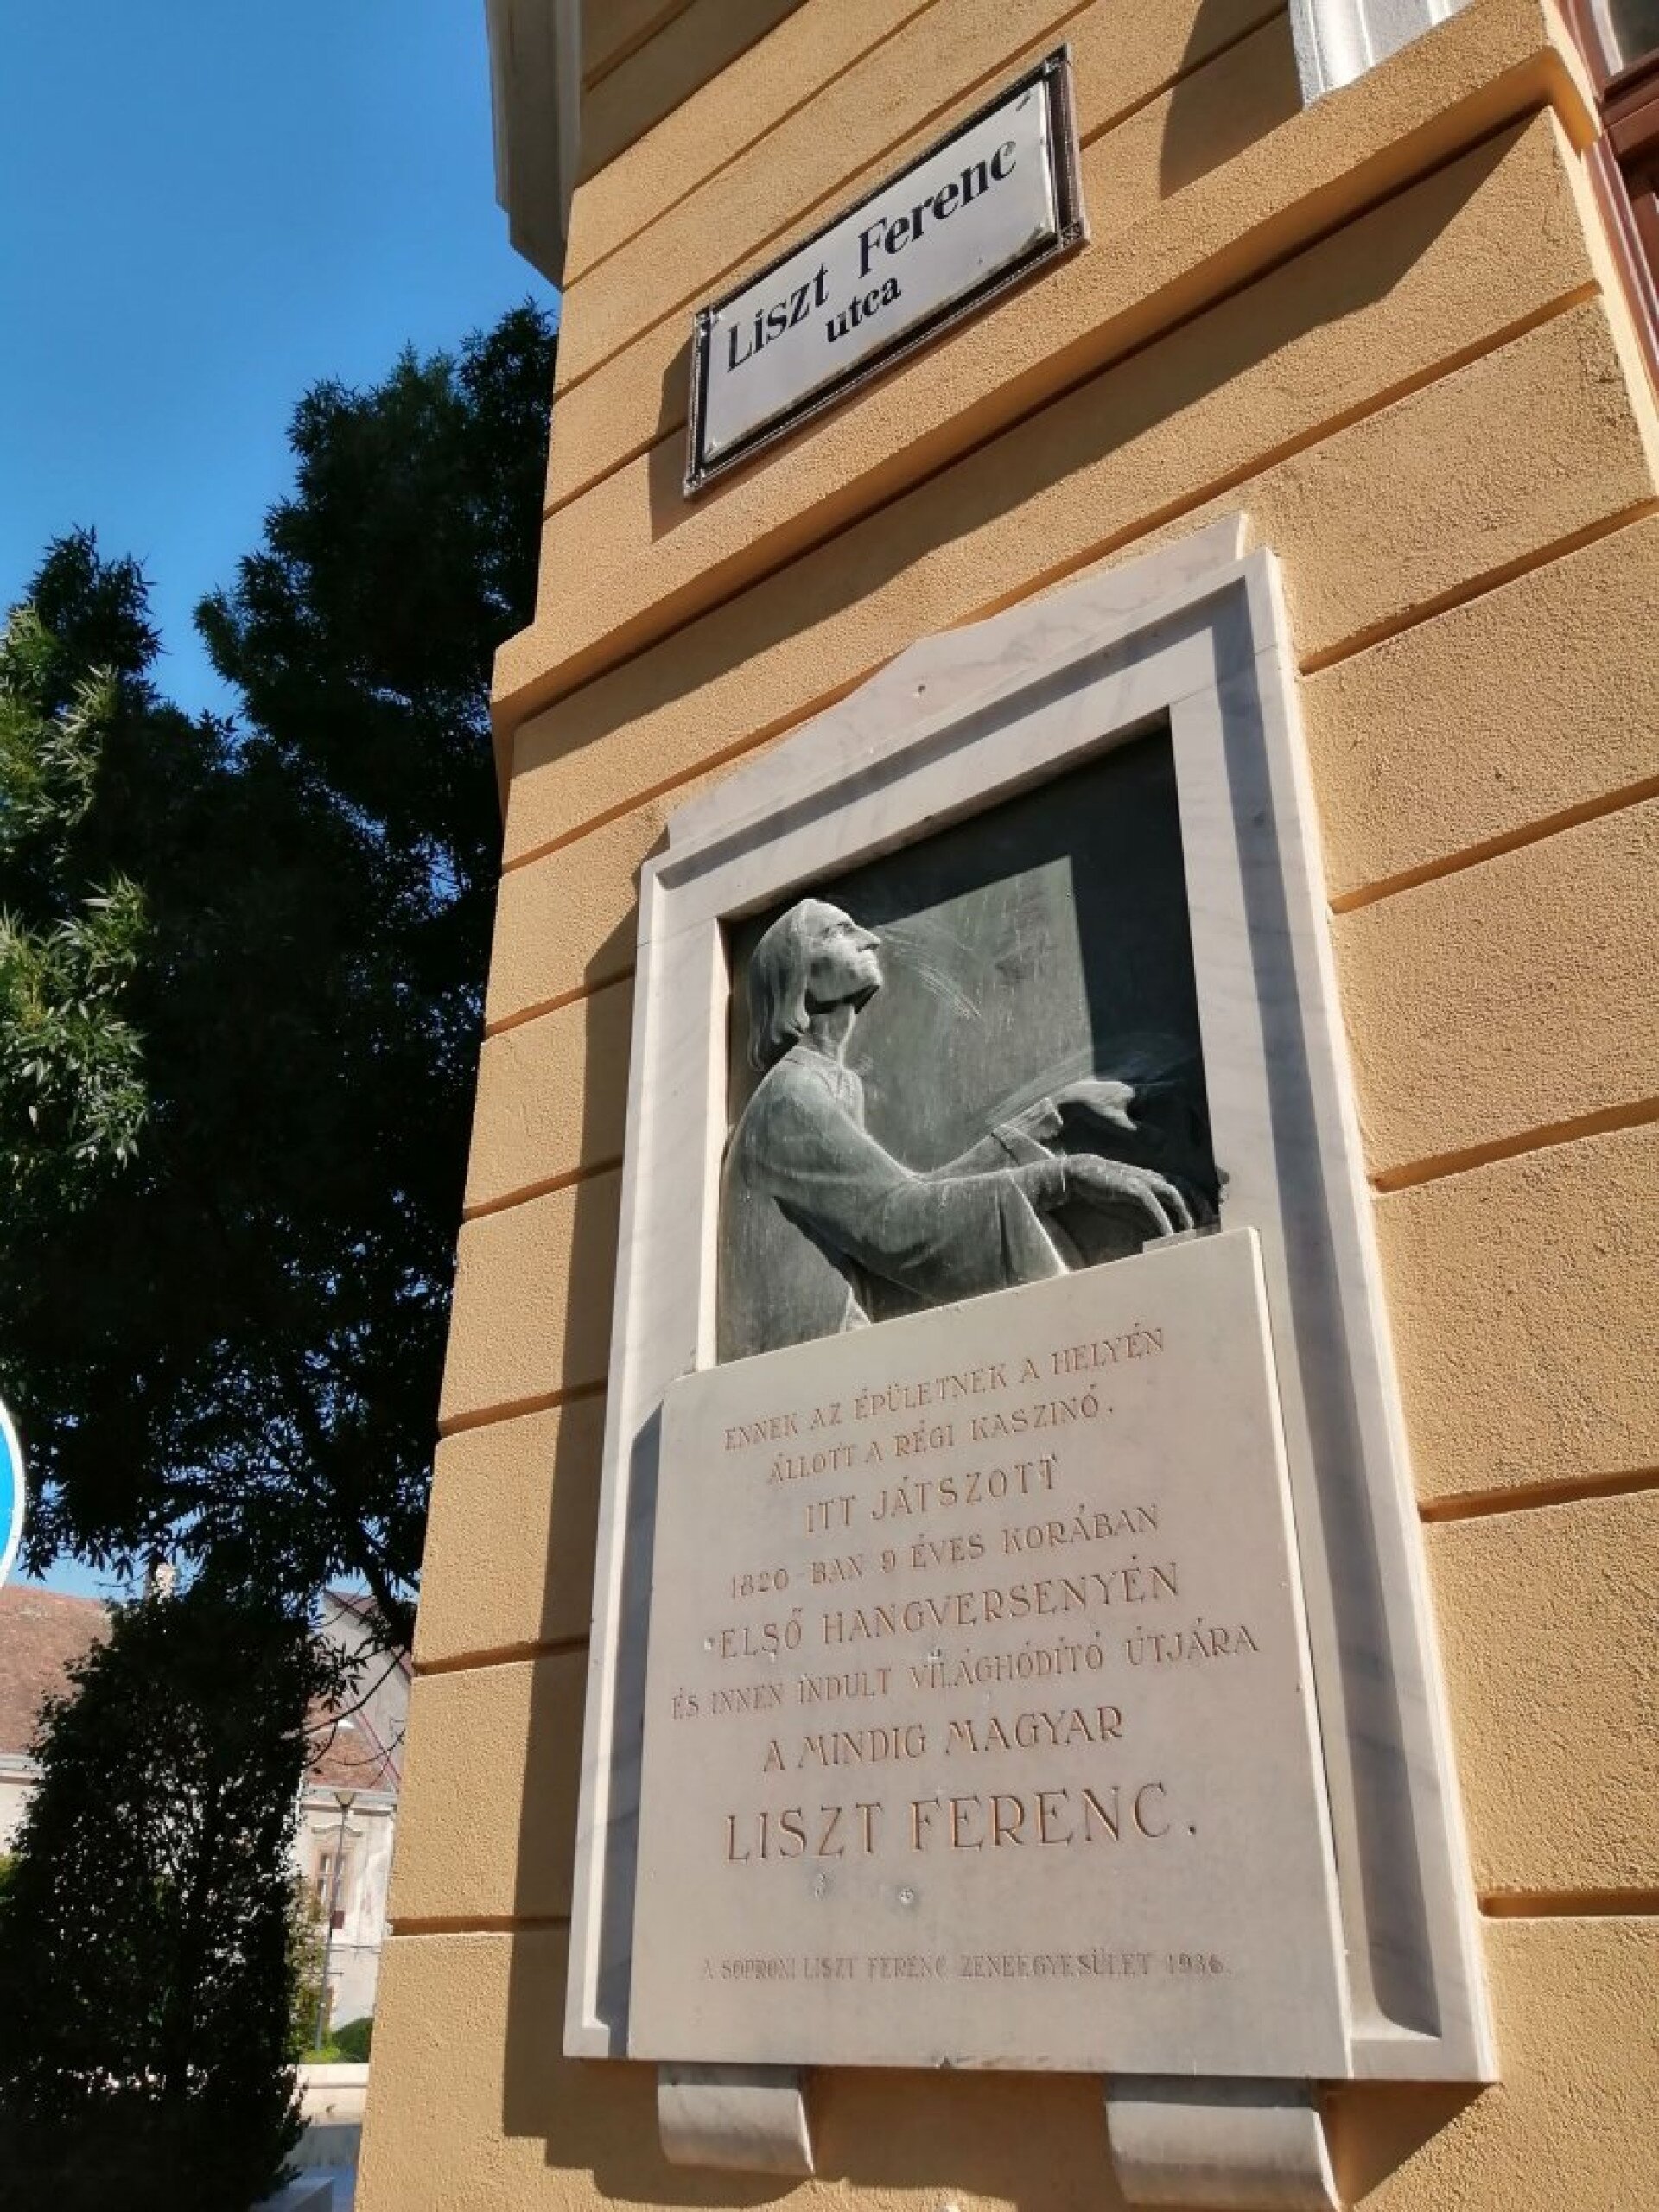 Liszt Ferenc
utca
ENNEK AZ ÉPÜLETNEK A HELYÉN
ÁLLOTT A RÉGI KASZINÓ.
ITT JÁTSZOTT
1820-BAN 9 ÉVES KORÁBAN
ELSŐ HANGVERSENYÉN
ÉS INNEN INDULT VILÁGHÓDÍTÓ ÚTJÁRA
A MINDIG MAGYAR
LISZT FERENC.
A SOPRONI LISZT FERENC ZENEEGYESÜLET 1936.